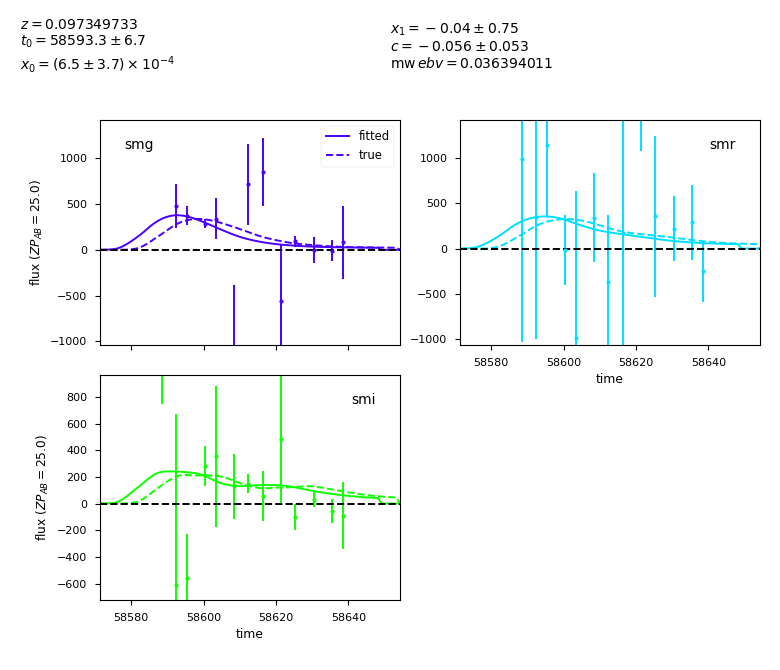 z = 0.097349733
t₀ = 58593.3 ± 6.7
x₀ = (6.5 ± 3.7) × 10⁻⁴
x₁ = −0.04 ± 0.75
c = −0.056 ± 0.053
mw ebv = 0.036394011
smg
fitted
true
1000
500
0
−500
−1000
flux (ZP_AB = 25.0)
smr
1000
500
0
−500
−1000
58580 58600 58620 58640
time
smi
800
600
400
200
0
−200
−400
−600
flux (ZP_AB = 25.0)
58580 58600 58620 58640
time